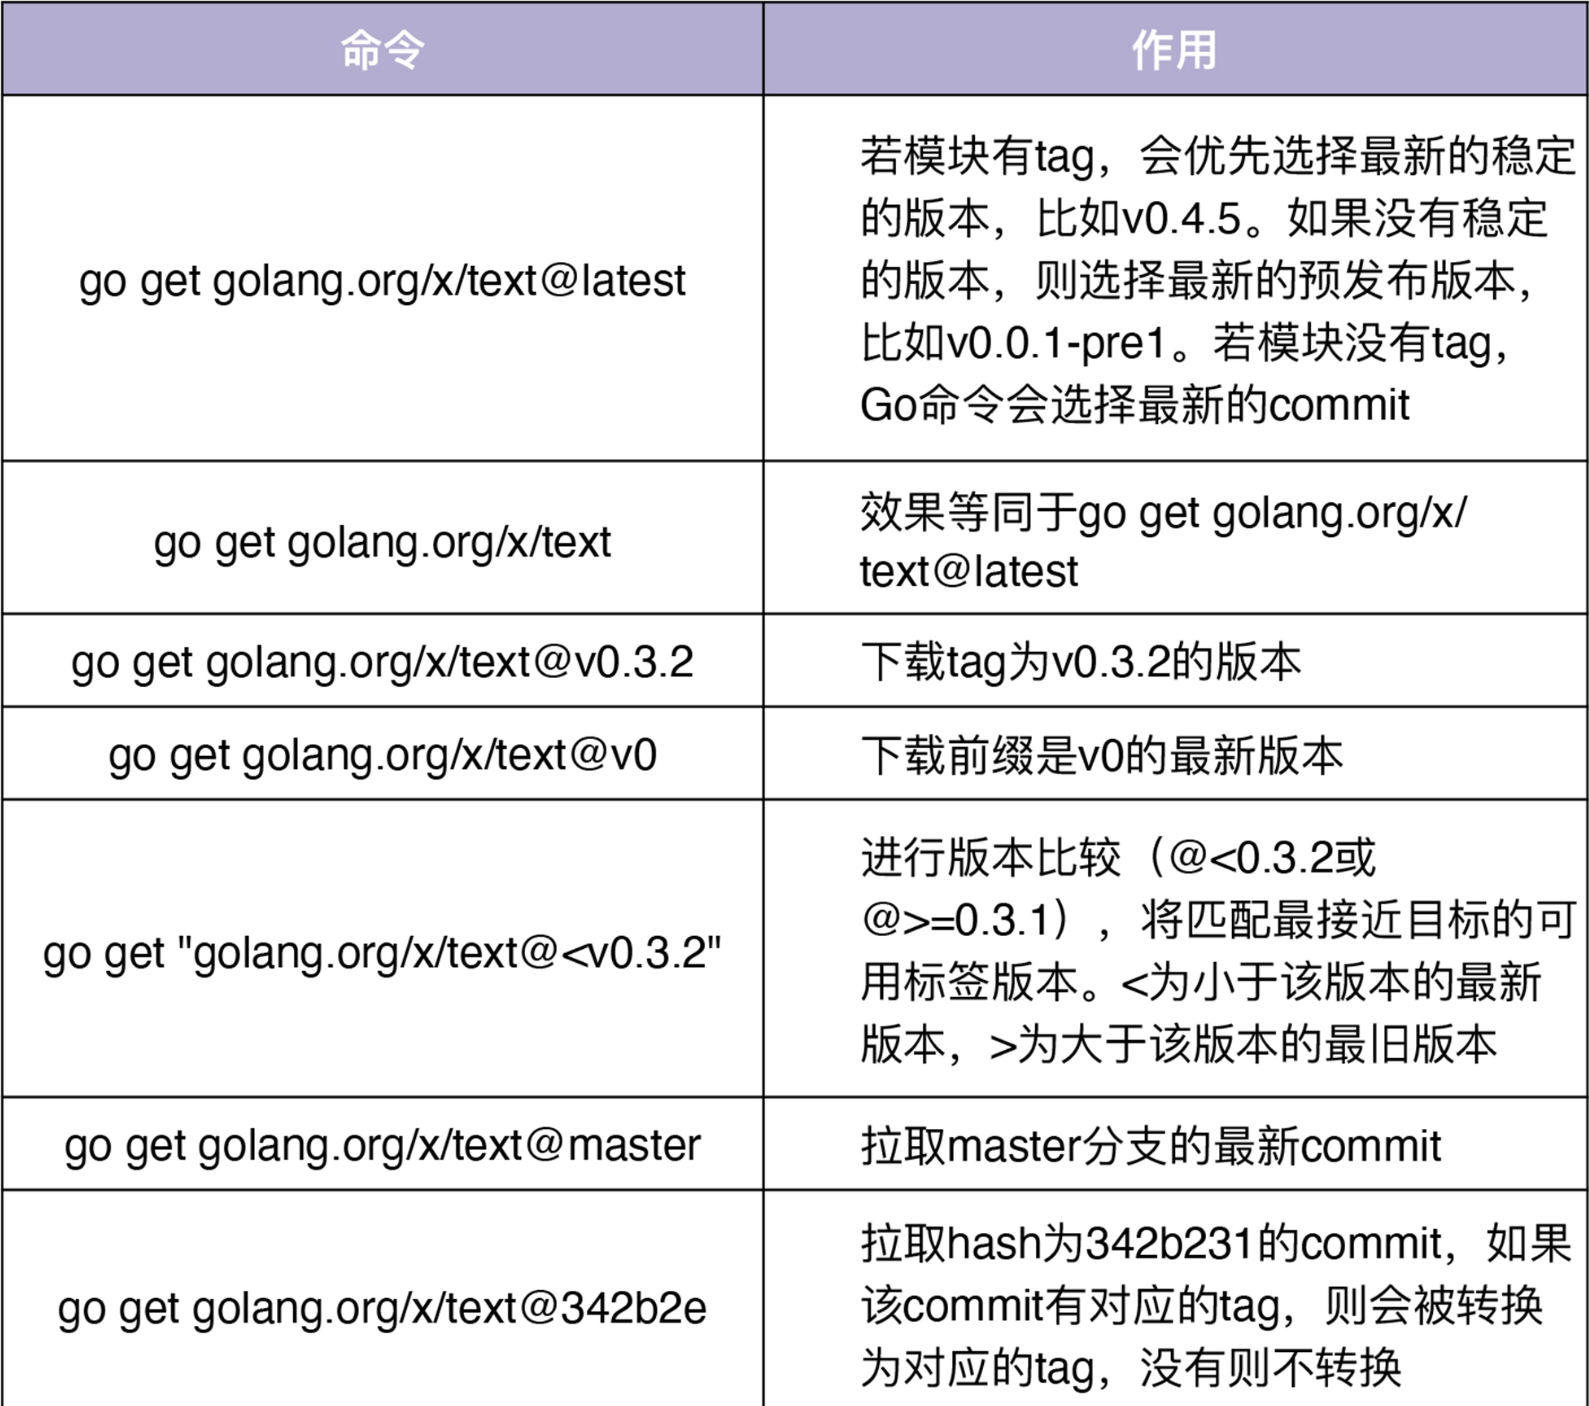 命令
作用
go get golang.org/x/text@latest
若模块有tag，会优先选择最新的稳定
的版本，比如v0.4.5。如果没有稳定
的版本，则选择最新的预发布版本，
比如v0.0.1-pre1。若模块没有tag，
Go命令会选择最新的commit
go get golang.org/x/text
效果等同于go get golang.org/x/
text@latest
go get golang.org/x/text@v0.3.2
下载tag为v0.3.2的版本
go get golang.org/x/text@v0
下载前缀是v0的最新版本
go get "golang.org/x/text@<v0.3.2"
进行版本比较（@<0.3.2或
@>=0.3.1），将匹配最接近目标的可
用标签版本。<为小于该版本的最新
版本，>为大于该版本的最旧版本
go get golang.org/x/text@master
拉取master分支的最新commit
go get golang.org/x/text@342b2e
拉取hash为342b231的commit，如果
该commit有对应的tag，则会被转换
为对应的tag，没有则不转换